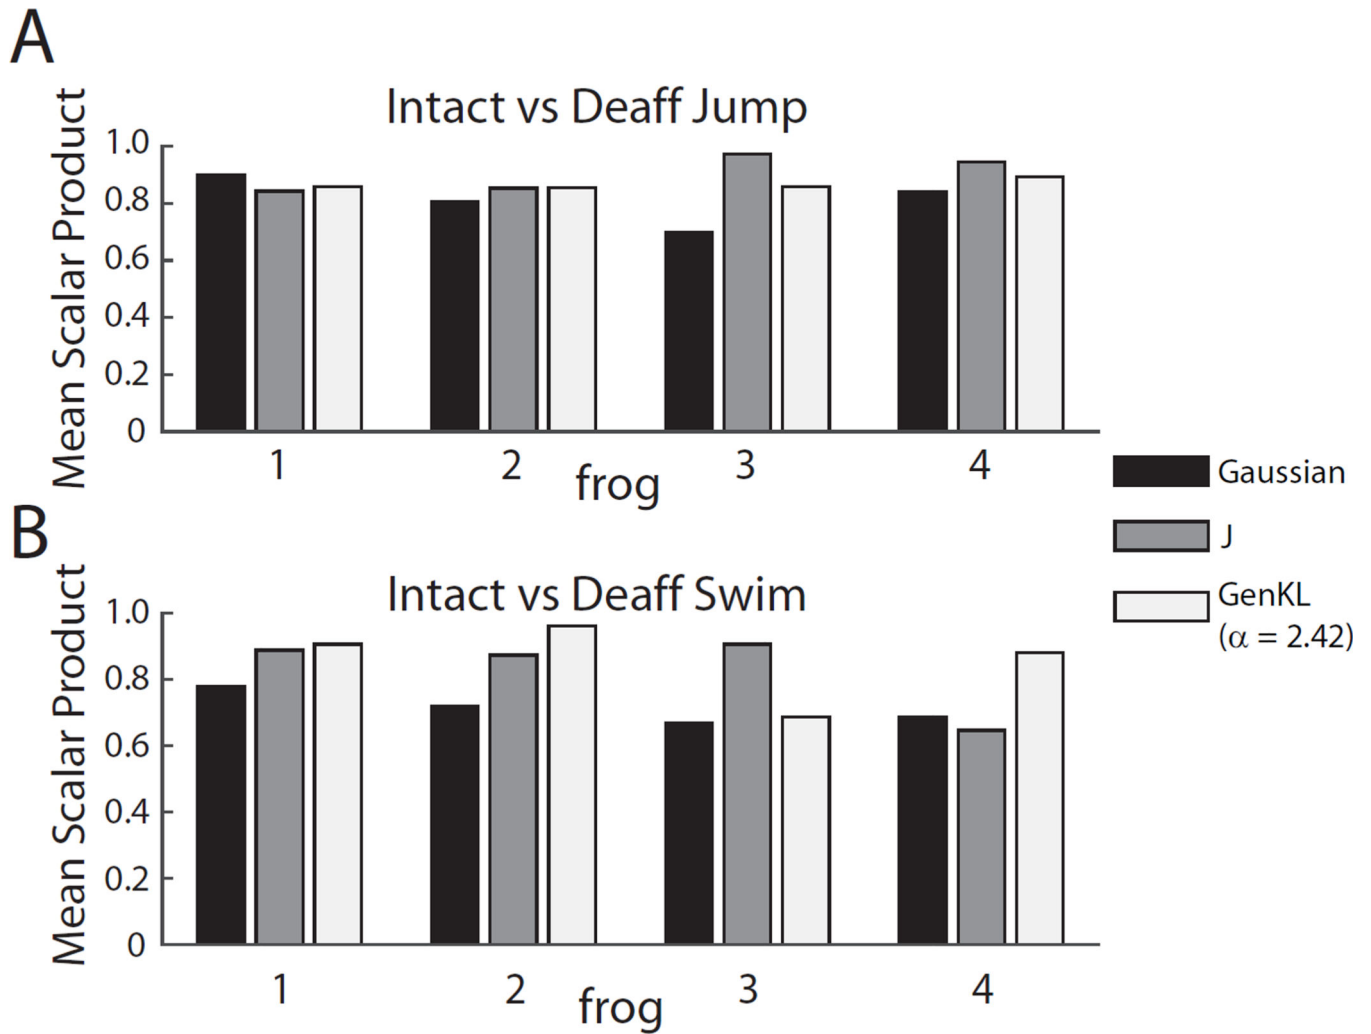 A
Intact vs Deaff Jump
Mean Scalar Product
1.0
0.8
0.6
0.4
0.2
0
1 2 3 4
frog
Gaussian
J
GenKL
(α = 2.42)
B
Intact vs Deaff Swim
Mean Scalar Product
1.0
0.8
0.6
0.4
0.2
0
1 2 3 4
frog